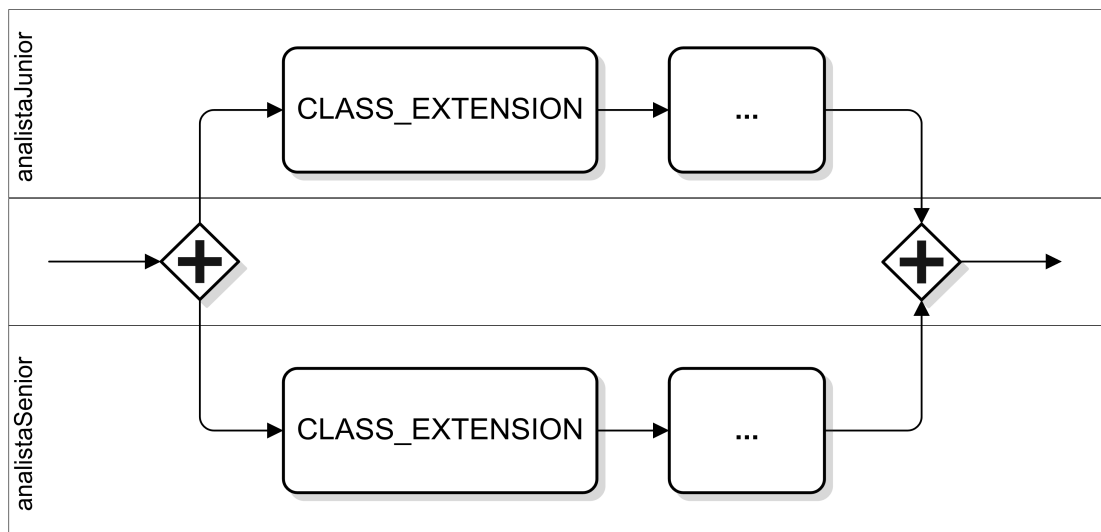 analistaJunior
CLASS_EXTENSION
...
analistaSenior
CLASS_EXTENSION
...